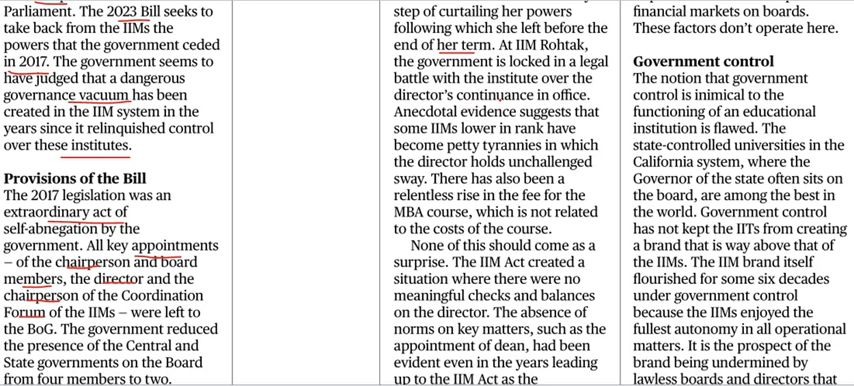 Parliament. The 2023 Bill seeks to
take back from the IIMs the
powers that the government ceded
in 2017. The government seems to
have judged that a dangerous
governance vacuum has been
created in the IIM system in the
years since it relinquished control
over these institutes.
Provisions of the Bill
The 2017 legislation was an
extraordinary act of
self-abnegation by the
government. All key appointments
– of the chairperson and board
members, the director and the
chairperson of the Coordination
Forum of the IIMs – were left to
the BoG. The government reduced
the presence of the Central and
State governments on the Board
from four members to two.
step of curtailing her powers
following which she left before the
end of her term. At IIM Rohtak,
the government is locked in a legal
battle with the institute over the
director's continuance in office.
Anecdotal evidence suggests that
some IIMs lower in rank have
become petty tyrannies in which
the director holds unchallenged
sway. There has also been a
relentless rise in the fee for the
MBA course, which is not related
to the costs of the course.
None of this should come as a
surprise. The IIM Act created a
situation where there were no
meaningful checks and balances
on the director. The absence of
norms on key matters, such as the
appointment of dean, had been
evident even in the years leading
up to the IIM Act as the
financial markets on boards.
These factors don't operate here.
Government control
The notion that government
control is inimical to the
functioning of an educational
institution is flawed. The
state-controlled universities in the
California system, where the
Governor of the state often sits on
the board, are among the best in
the world. Government control
has not kept the IITs from creating
a brand that is way above that of
the IIMs. The IIM brand itself
flourished for some six decades
under government control
because the IIMs enjoyed the
fullest autonomy in all operational
matters. It is the prospect of the
brand being undermined by
lawless boards and directors that